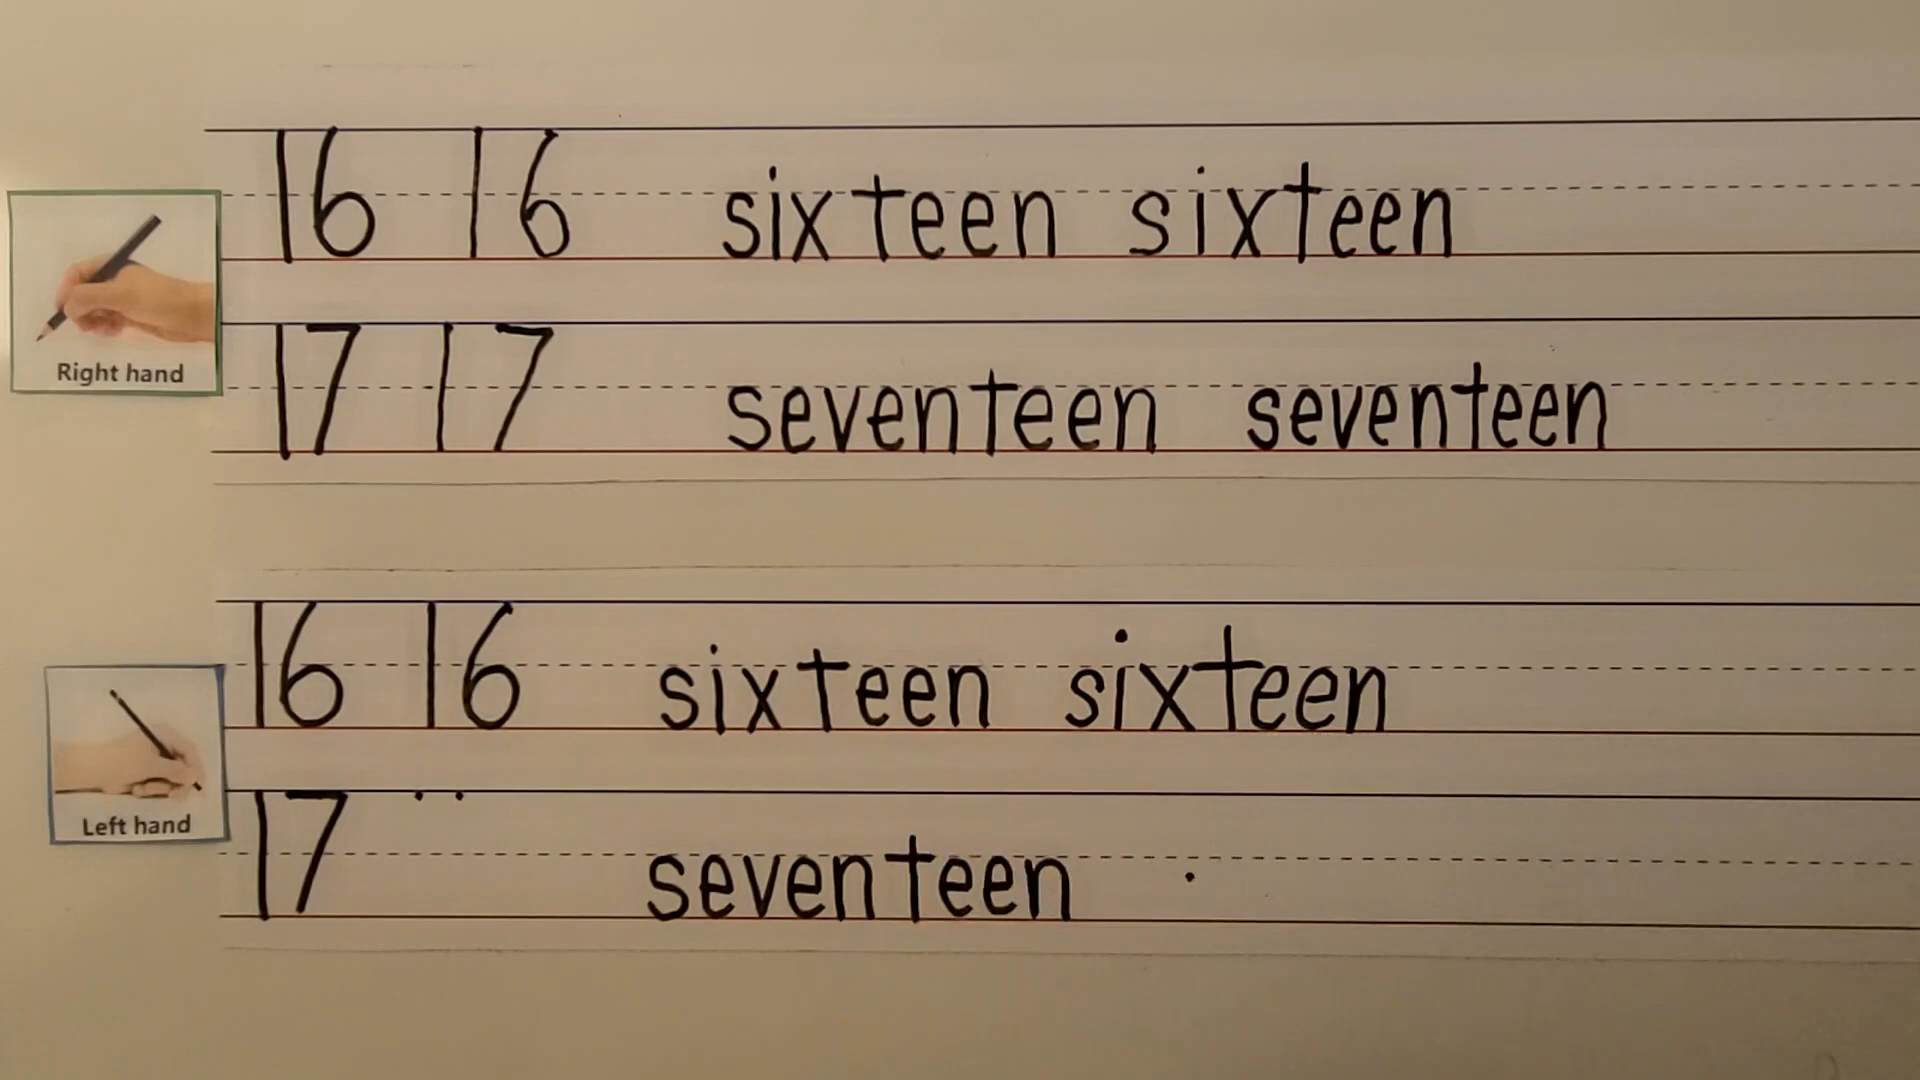 16 16 sixteen sixteen
Right hand
17 17 seventeen seventeen
16 16 sixteen sixteen
Left hand
17 seventeen